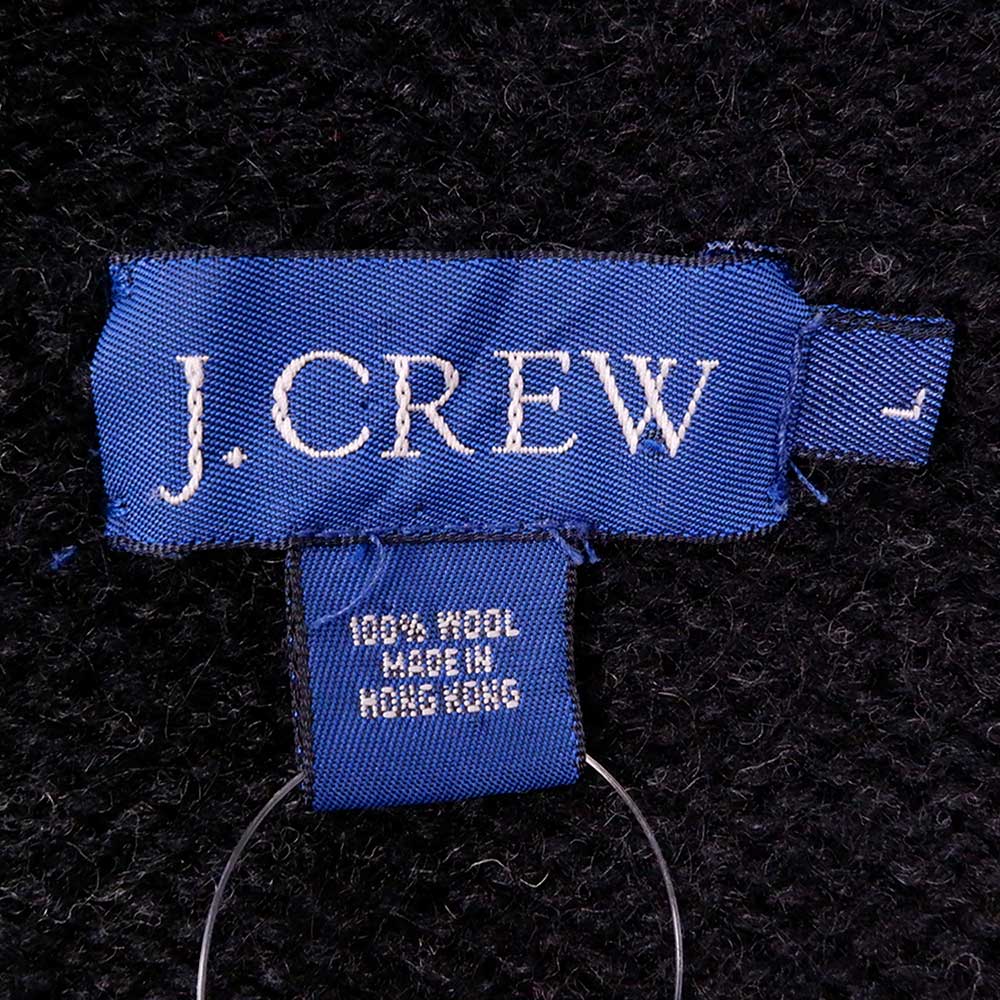 J.CREW
L
100% WOOL
MADE IN
HONG KONG